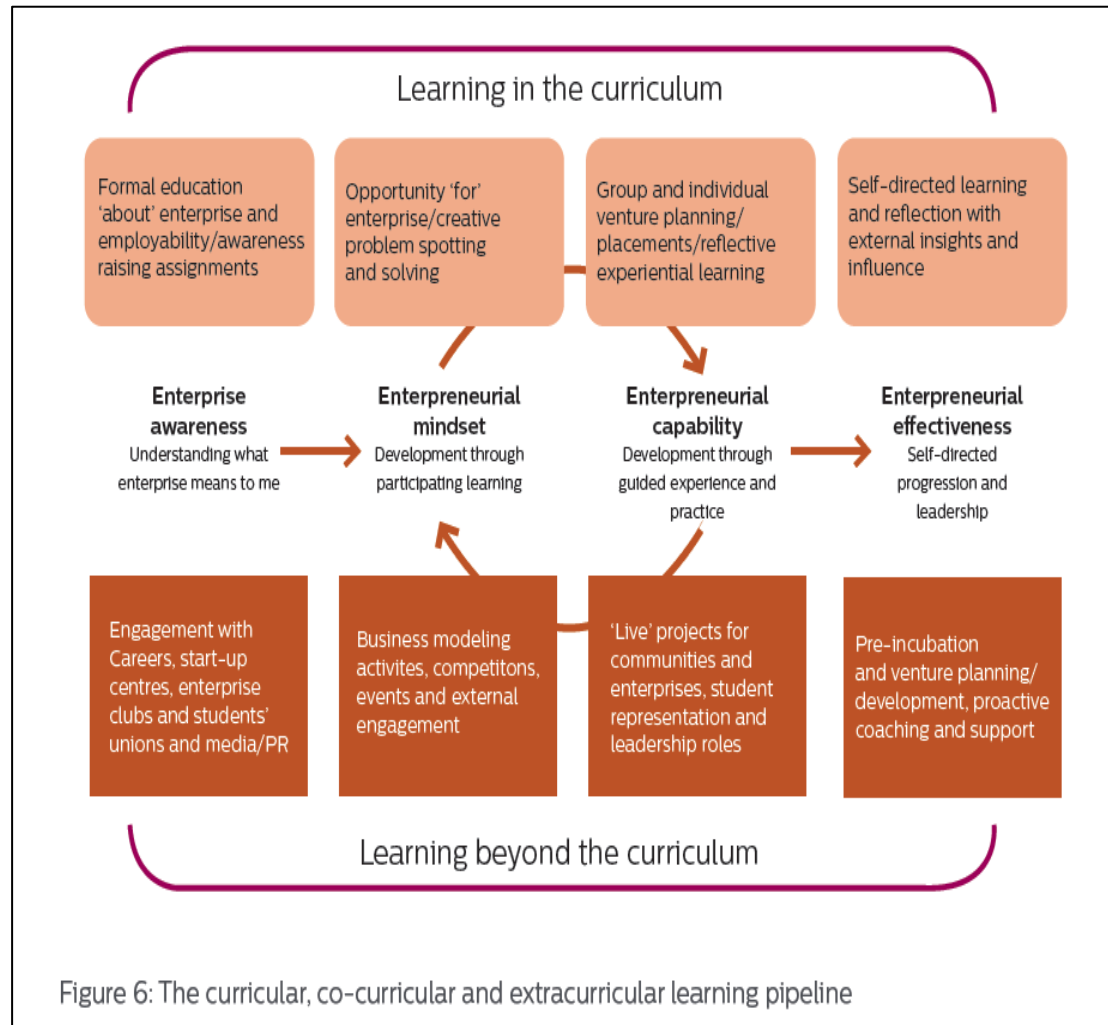 Learning in the curriculum
Formal education
‘about’ enterprise and
employability/awareness
raising assignments
Opportunity ‘for’
enterprise/creative
problem spotting
and solving
Group and individual
venture planning/
placements/reflective
experiential learning
Self-directed learning
and reflection with
external insights and
influence
Enterprise
awareness
Understanding what
enterprise means to me
Enterpreneurial
mindset
Development through
participating learning
Enterpreneurial
capability
Development through
guided experience and
practice
Enterpreneurial
effectiveness
Self-directed
progression and
leadership
Engagement with
Careers, start-up
centres, enterprise
clubs and students’
unions and media/PR
Business modeling
activites, competitons,
events and external
engagement
‘Live’ projects for
communities and
enterprises, student
representation and
leadership roles
Pre-incubation
and venture planning/
development, proactive
coaching and support
Learning beyond the curriculum
Figure 6: The curricular, co-curricular and extracurricular learning pipeline